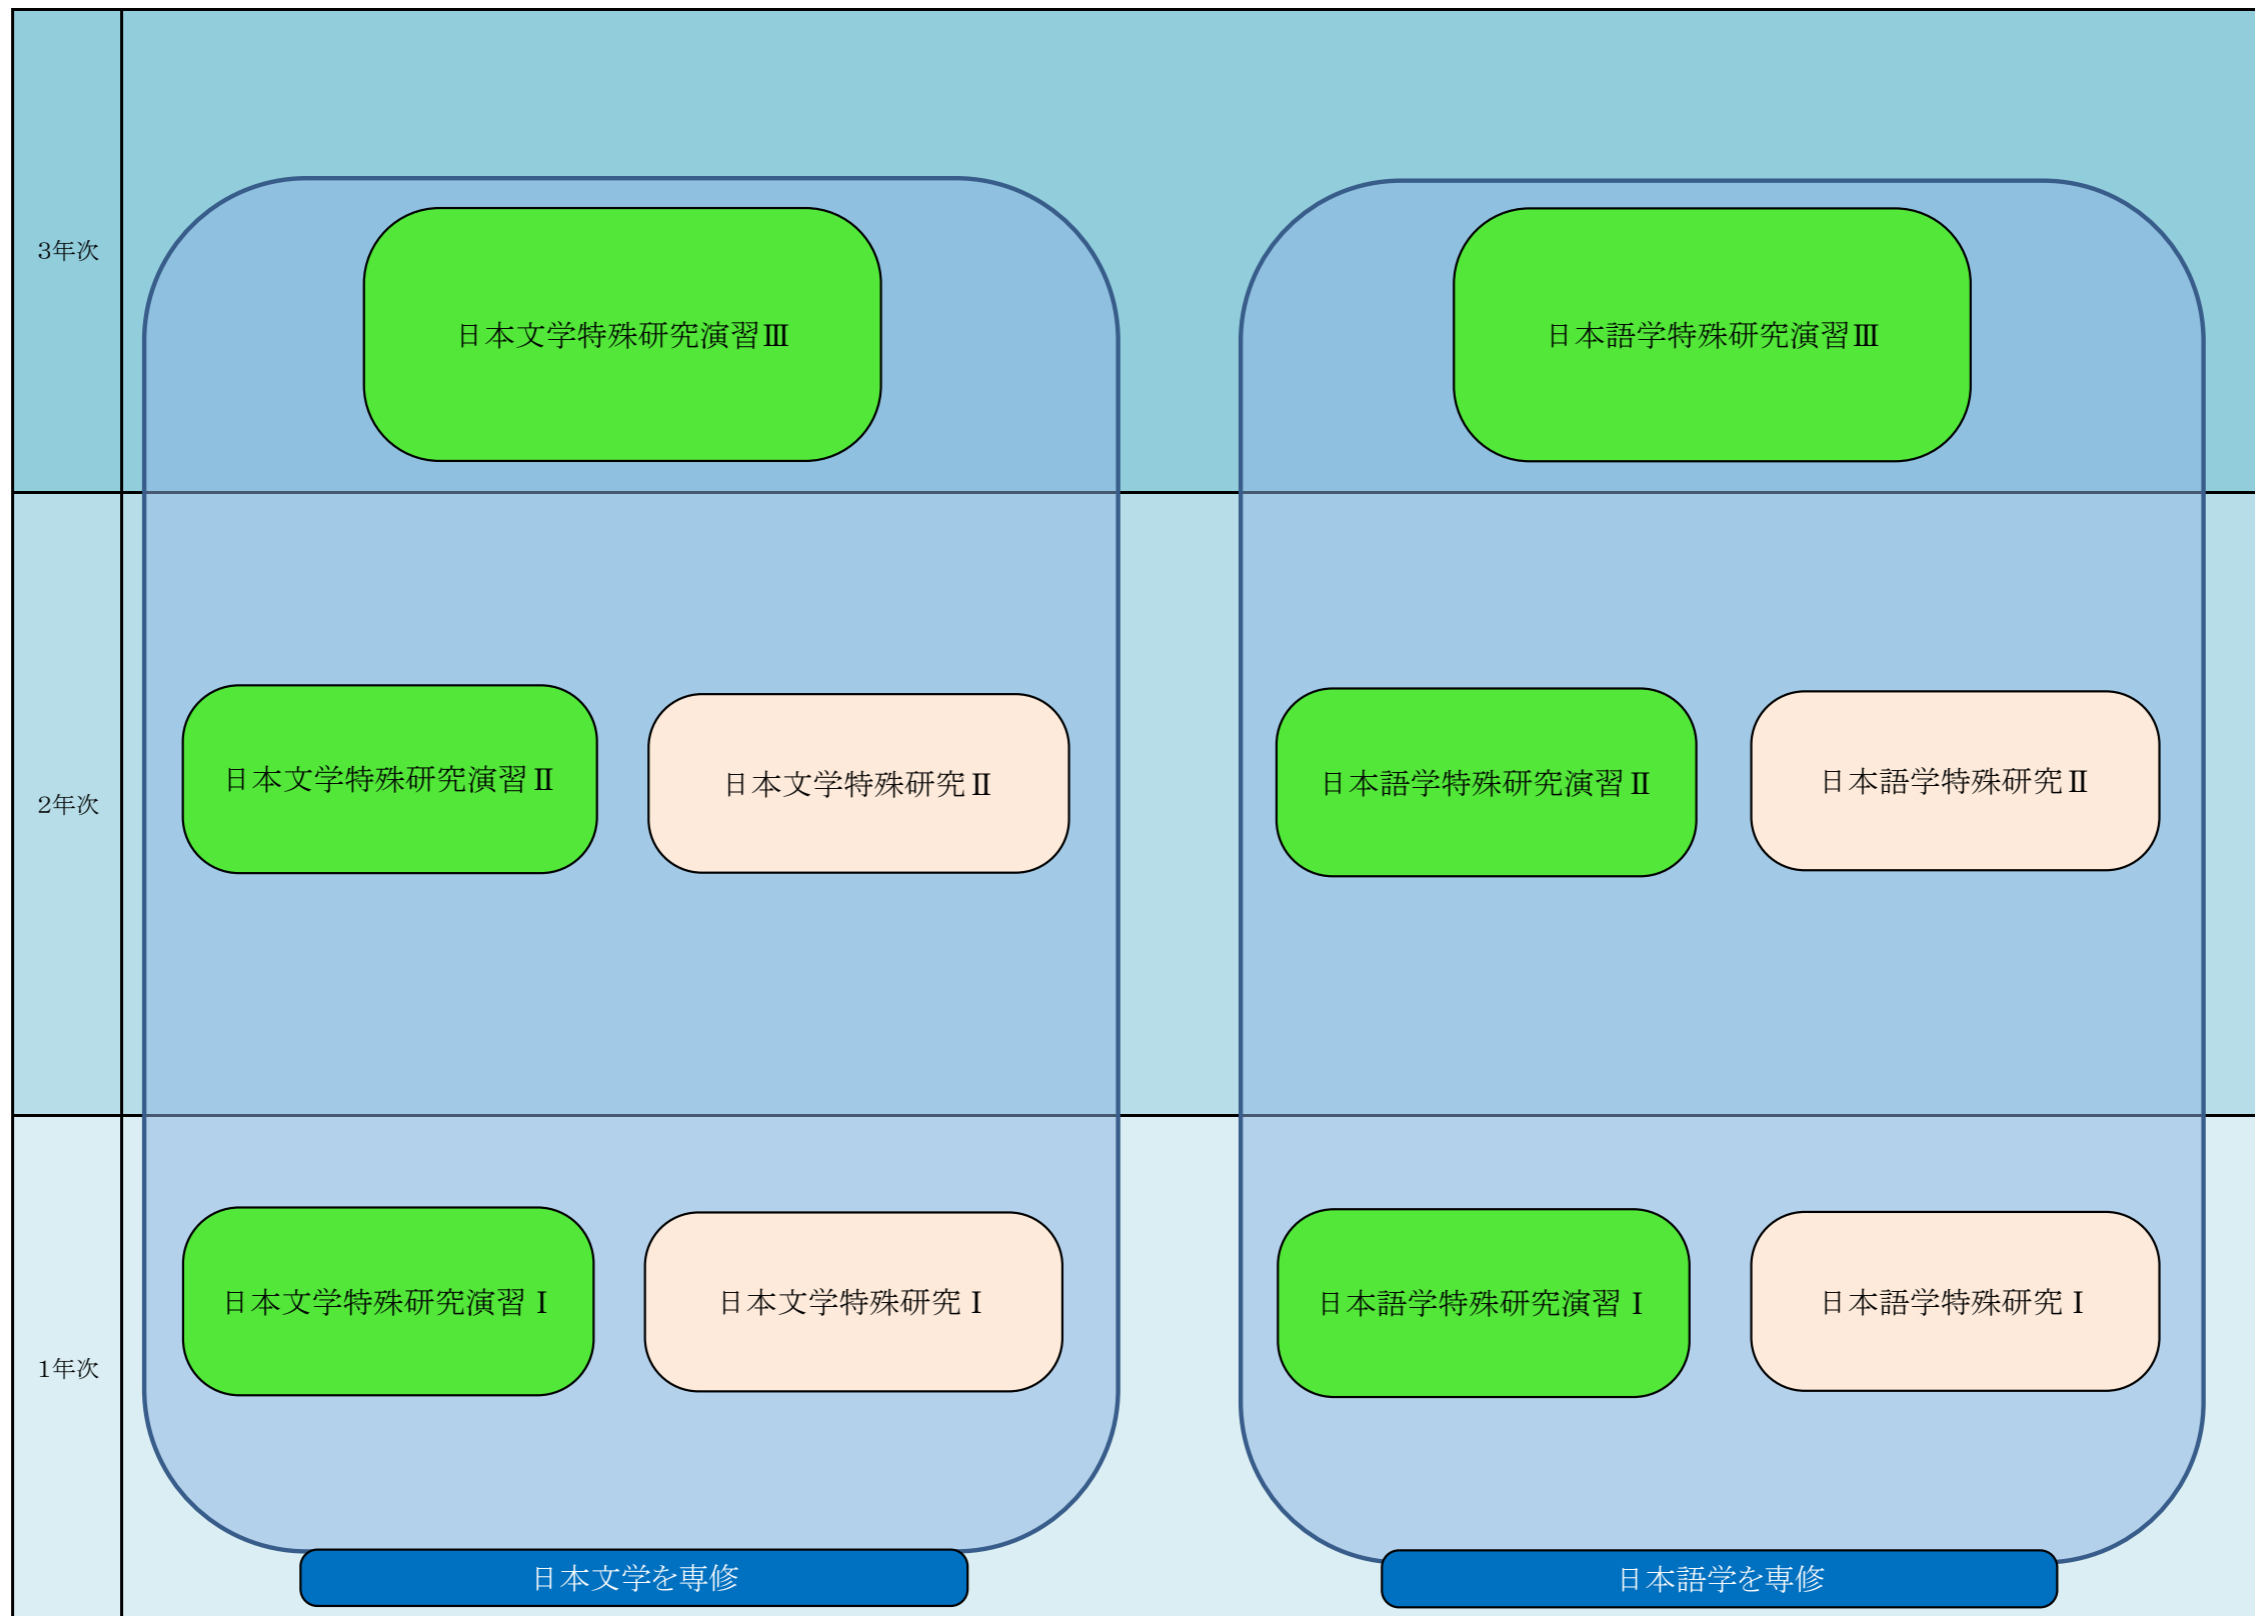 3年次
日本文学特殊研究演習Ⅲ
日本語学特殊研究演習Ⅲ
2年次
日本文学特殊研究演習Ⅱ
日本文学特殊研究Ⅱ
日本語学特殊研究演習Ⅱ
日本語学特殊研究Ⅱ
1年次
日本文学特殊研究演習Ⅰ
日本文学特殊研究Ⅰ
日本語学特殊研究演習Ⅰ
日本語学特殊研究Ⅰ
日本文学を専修
日本語学を専修